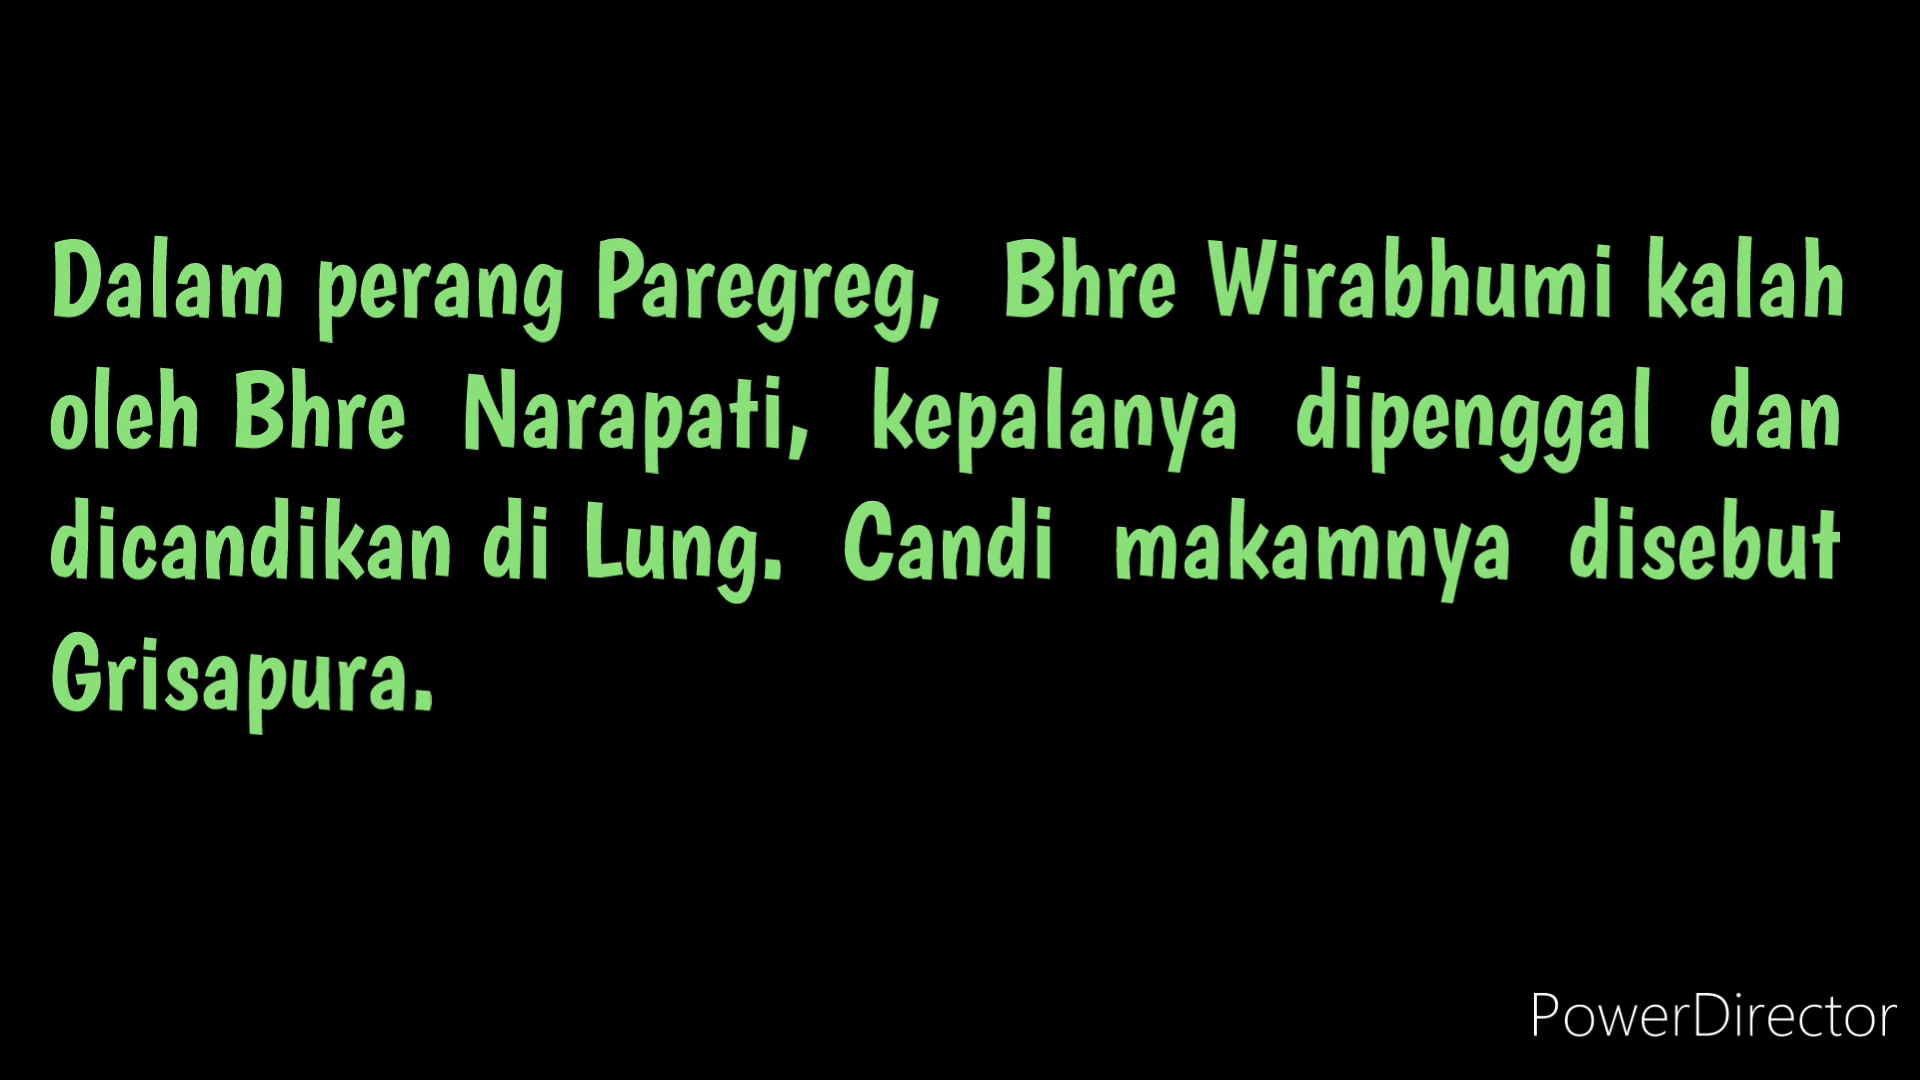 Dalam perang Paregreg, Bhre Wirabhumi kalah
oleh Bhre Narapati, kepalanya dipenggal dan
dicandikan di Lung. Candi makamnya disebut
Grisapura.
PowerDirector